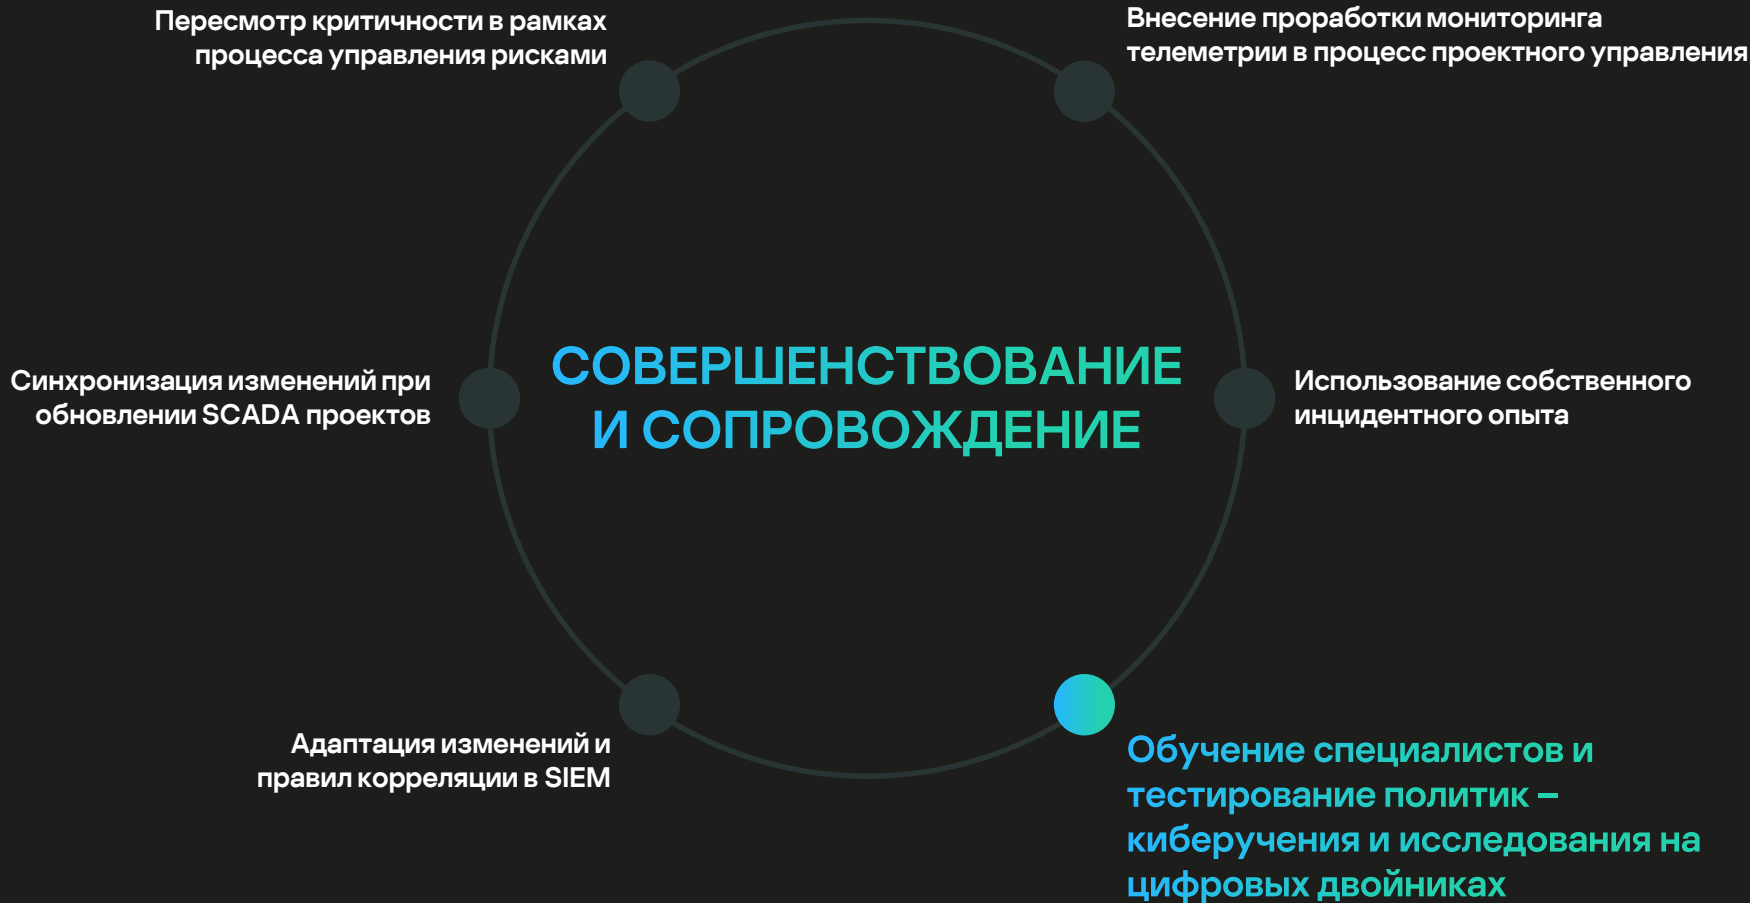 Пересмотр критичности в рамках
процесса управления рисками
Внесение проработки мониторинга
телеметрии в процесс проектного управления
Синхронизация изменений при
обновлении SCADA проектов
СОВЕРШЕНСТВОВАНИЕ
И СОПРОВОЖДЕНИЕ
Использование собственного
инцидентного опыта
Адаптация изменений и
правил корреляции в SIEM
Обучение специалистов и
тестирование политик –
киберучения и исследования на
цифровых двойниках